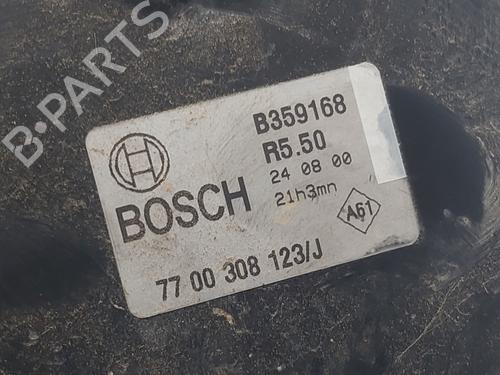 B-PARTS
B359168
R5.50
24 08 00
21h3mn
BOSCH
A61
77 00 308 123/J